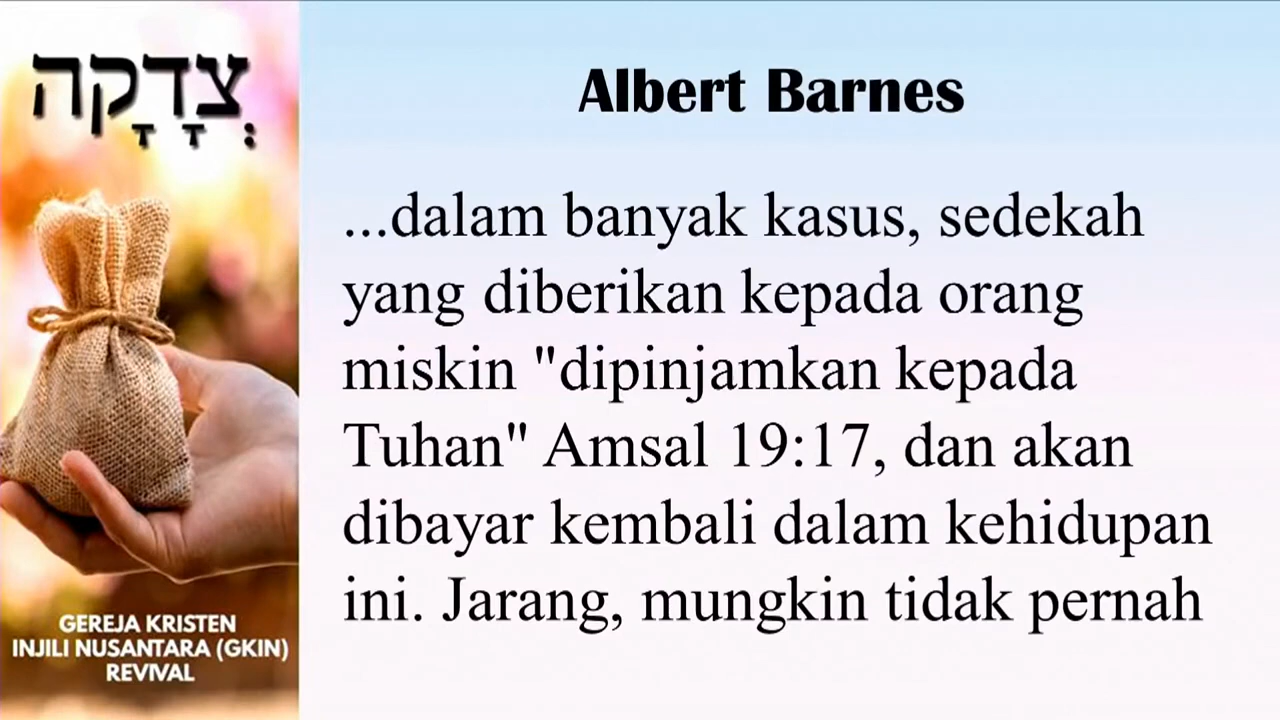 צְדָקָה
GEREJA KRISTEN
INJILI NUSANTARA (GKIN)
REVIVAL
Albert Barnes
...dalam banyak kasus, sedekah
yang diberikan kepada orang
miskin "dipinjamkan kepada
Tuhan" Amsal 19:17, dan akan
dibayar kembali dalam kehidupan
ini. Jarang, mungkin tidak pernah